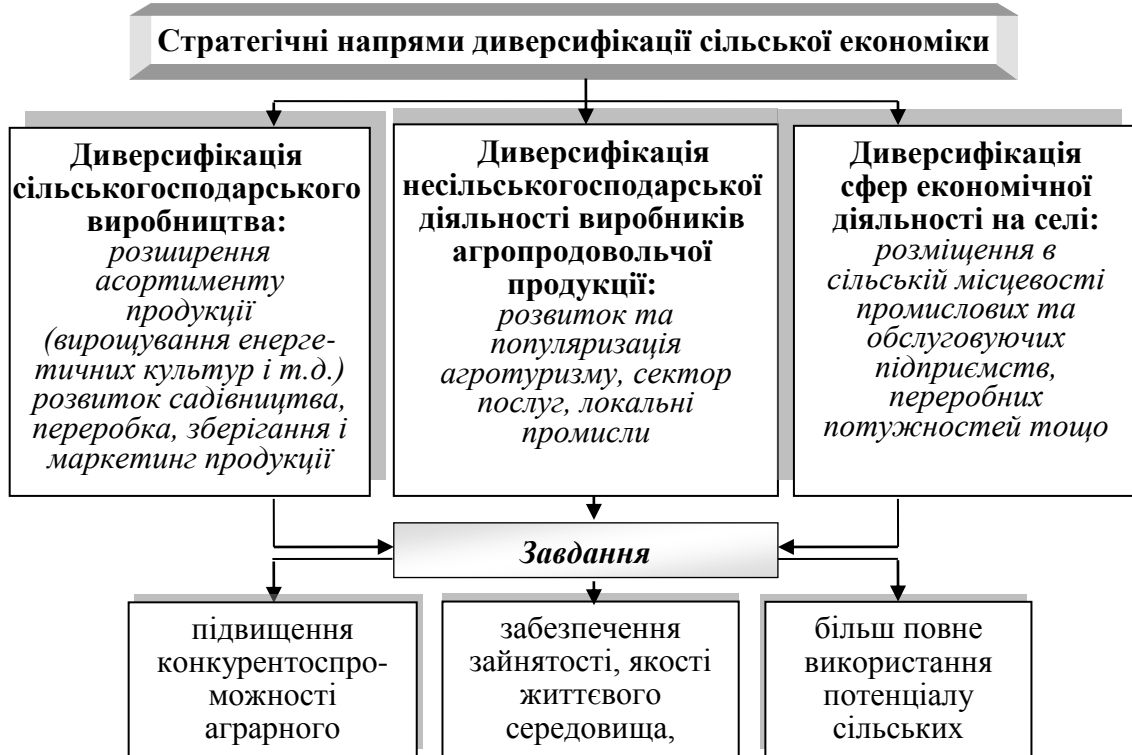 Стратегічні напрями диверсифікації сільської економіки
Диверсифікація
сільськогосподарського
виробництва:
розширення
асортименту
продукції
(вирощування енерге-
тичних культур і т.д.)
розвиток садівництва,
переробка, зберігання і
маркетинг продукції
Диверсифікація
несільськогосподарської
діяльності виробників
агропродовольчої
продукції:
розвиток та
популяризація
агротуризму, сектор
послуг, локальні
промисли
Диверсифікація
сфер економічної
діяльності на селі:
розміщення в
сільській місцевості
промислових та
обслуговуючих
підприємств,
переробних
потужностей тощо
Завдання
підвищення
конкурентоспро-
можності
аграрного
забезпечення
зайнятості, якості
життєвого
середовища,
більш повне
використання
потенціалу
сільських